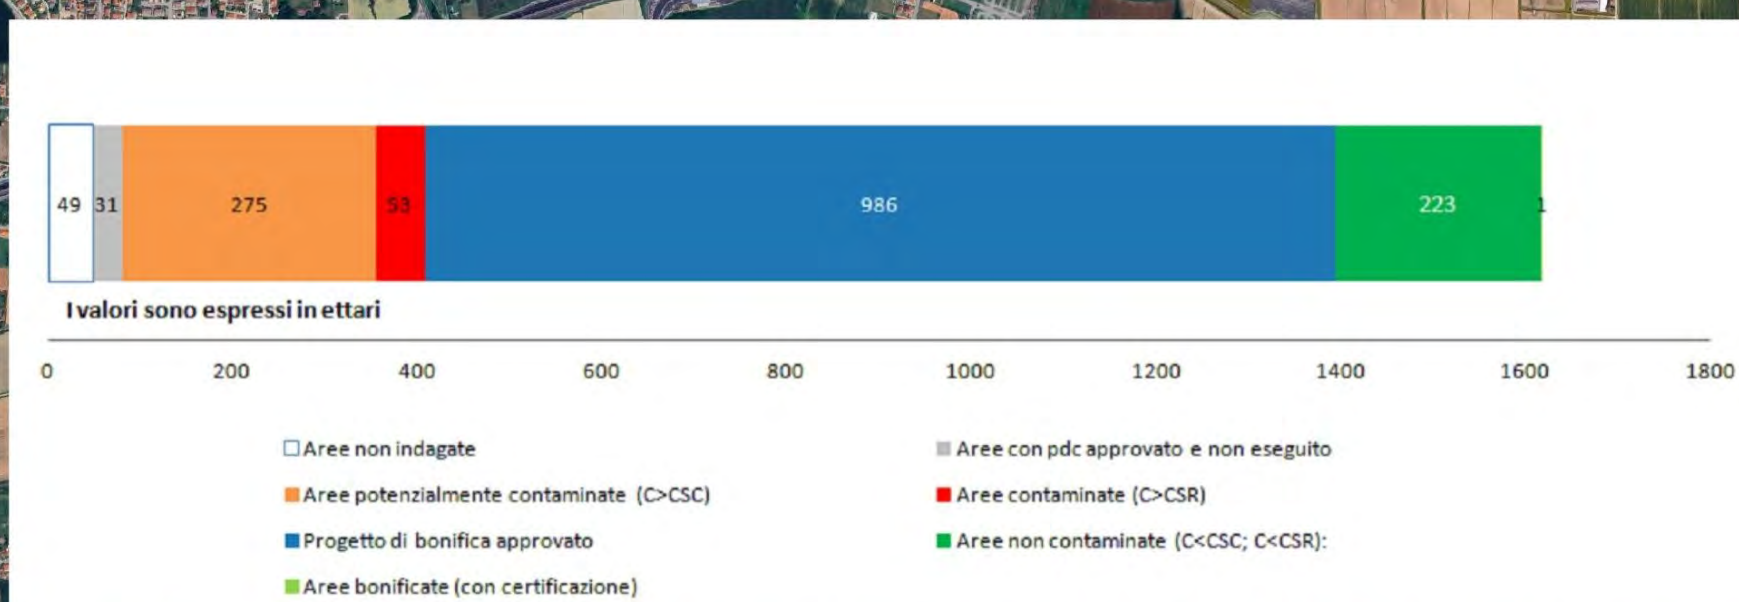 49 31 275 53 986 223 1
I valori sono espressi in ettari
0 200 400 600 800 1000 1200 1400 1600 1800
Aree non indagate
Aree con pdc approvato e non eseguito
Aree potenzialmente contaminate (C>CSC)
Aree contaminate (C>CSR)
Progetto di bonifica approvato
Aree non contaminate (C<CSC; C<CSR):
Aree bonificate (con certificazione)